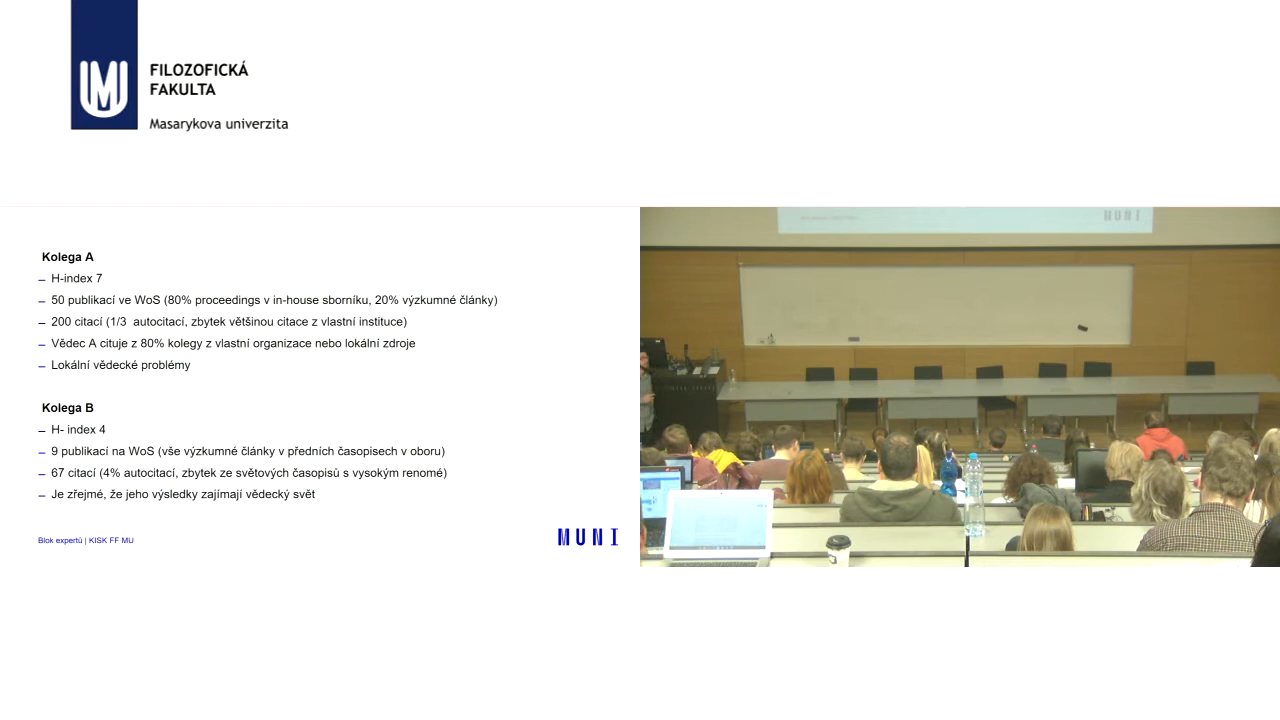 FILOZOFICKÁ
FAKULTA
Masarykova univerzita
Kolega A
– H-index 7
– 50 publikací ve WoS (80% proceedings v in-house sborníku, 20% výzkumné články)
– 200 citací (1/3 autocitací, zbytek většinou citace z vlastní instituce)
– Vědec A cituje z 80% kolegy z vlastní organizace nebo lokální zdroje
– Lokální vědecké problémy
Kolega B
– H- index 4
– 9 publikací na WoS (vše výzkumné články v předních časopisech v oboru)
– 67 citací (4% autocitací, zbytek ze světových časopisů s vysokým renomé)
– Je zřejmé, že jeho výsledky zajímají vědecký svět
Blok expertů | KISK FF MU
MUNI
MUNI